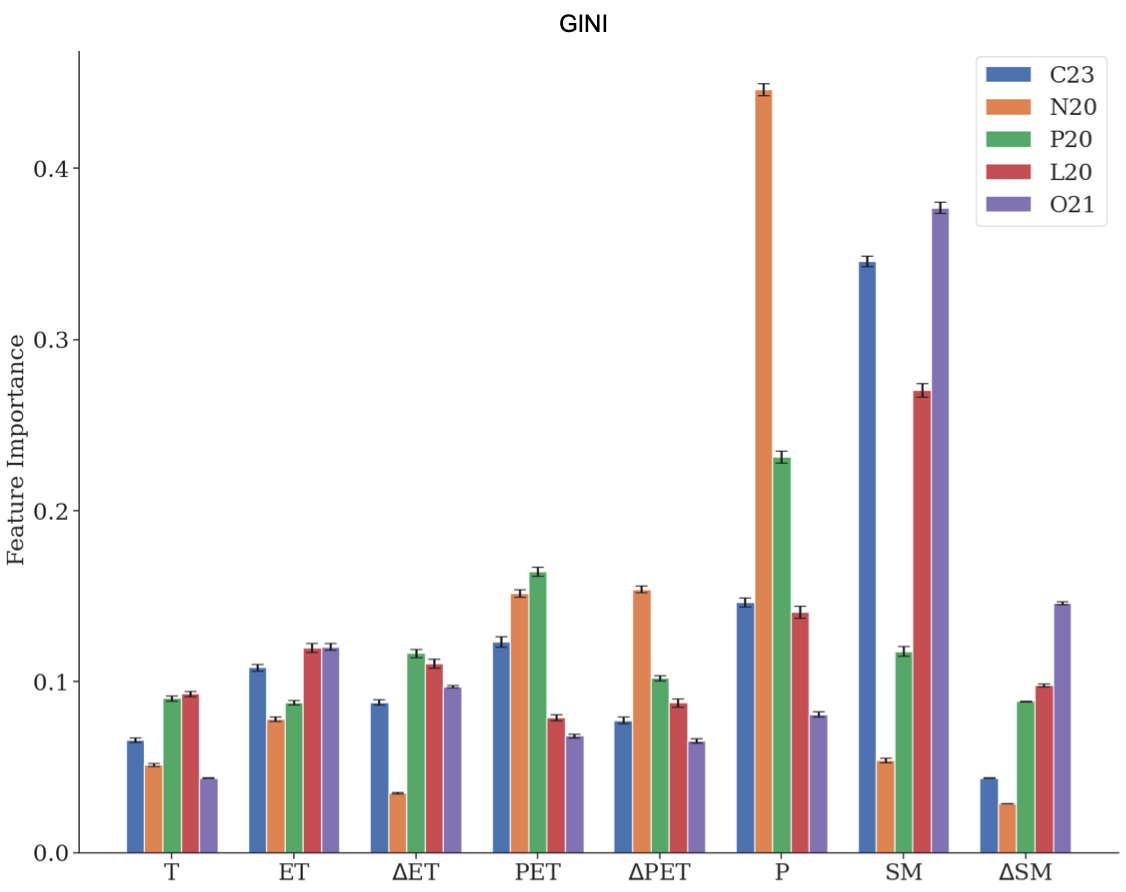 GINI
C23
N20
P20
L20
O21
Feature Importance
0.4
0.3
0.2
0.1
0.0
T ET ΔET PET ΔPET P SM ΔSM